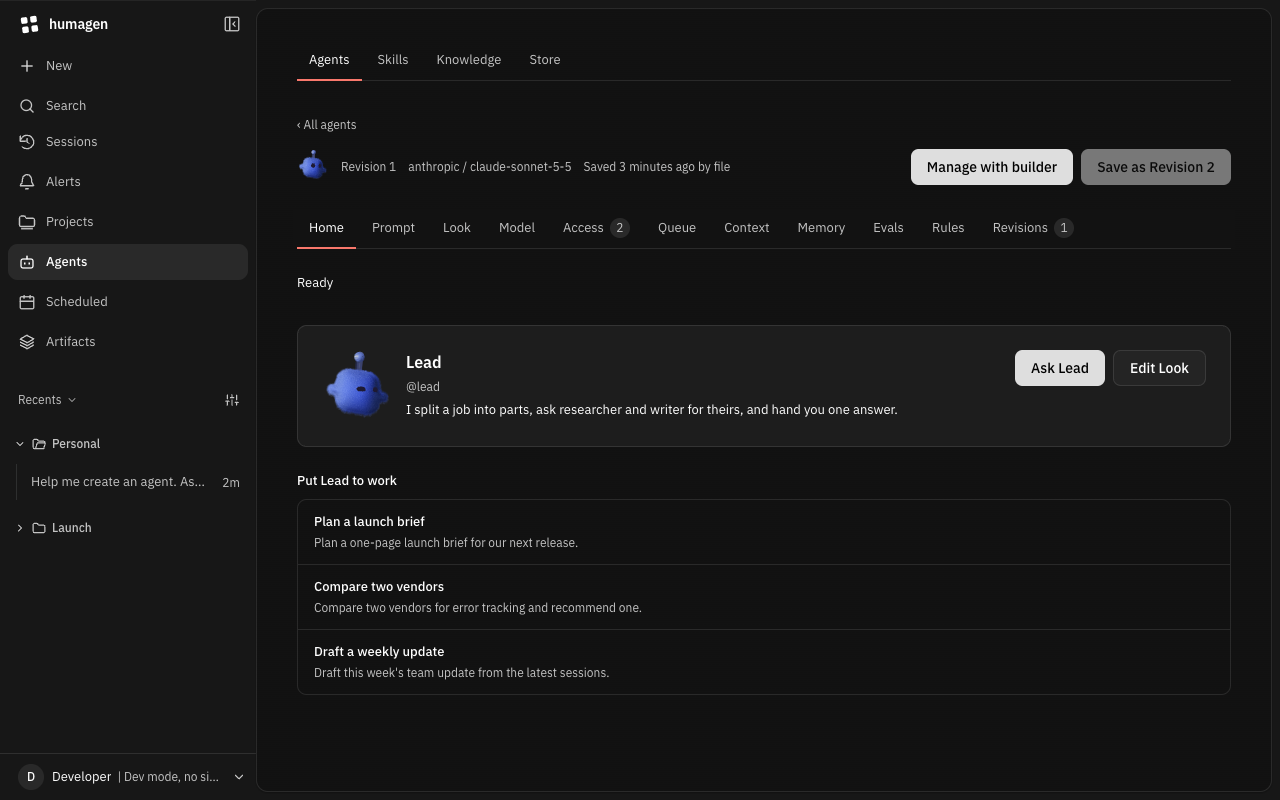 humagen
New
Search
Sessions
Alerts
Projects
Agents
Scheduled
Artifacts
Recents
Personal
Help me create an agent. As... 2m
Launch
D Developer | Dev mode, no si...
Agents Skills Knowledge Store
‹ All agents
Revision 1 anthropic / claude-sonnet-5-5 Saved 3 minutes ago by file Manage with builder Save as Revision 2
Home Prompt Look Model Access 2 Queue Context Memory Evals Rules Revisions 1
Ready
Lead
@lead
I split a job into parts, ask researcher and writer for theirs, and hand you one answer.
Ask Lead Edit Look
Put Lead to work
Plan a launch brief
Plan a one-page launch brief for our next release.
Compare two vendors
Compare two vendors for error tracking and recommend one.
Draft a weekly update
Draft this week's team update from the latest sessions.